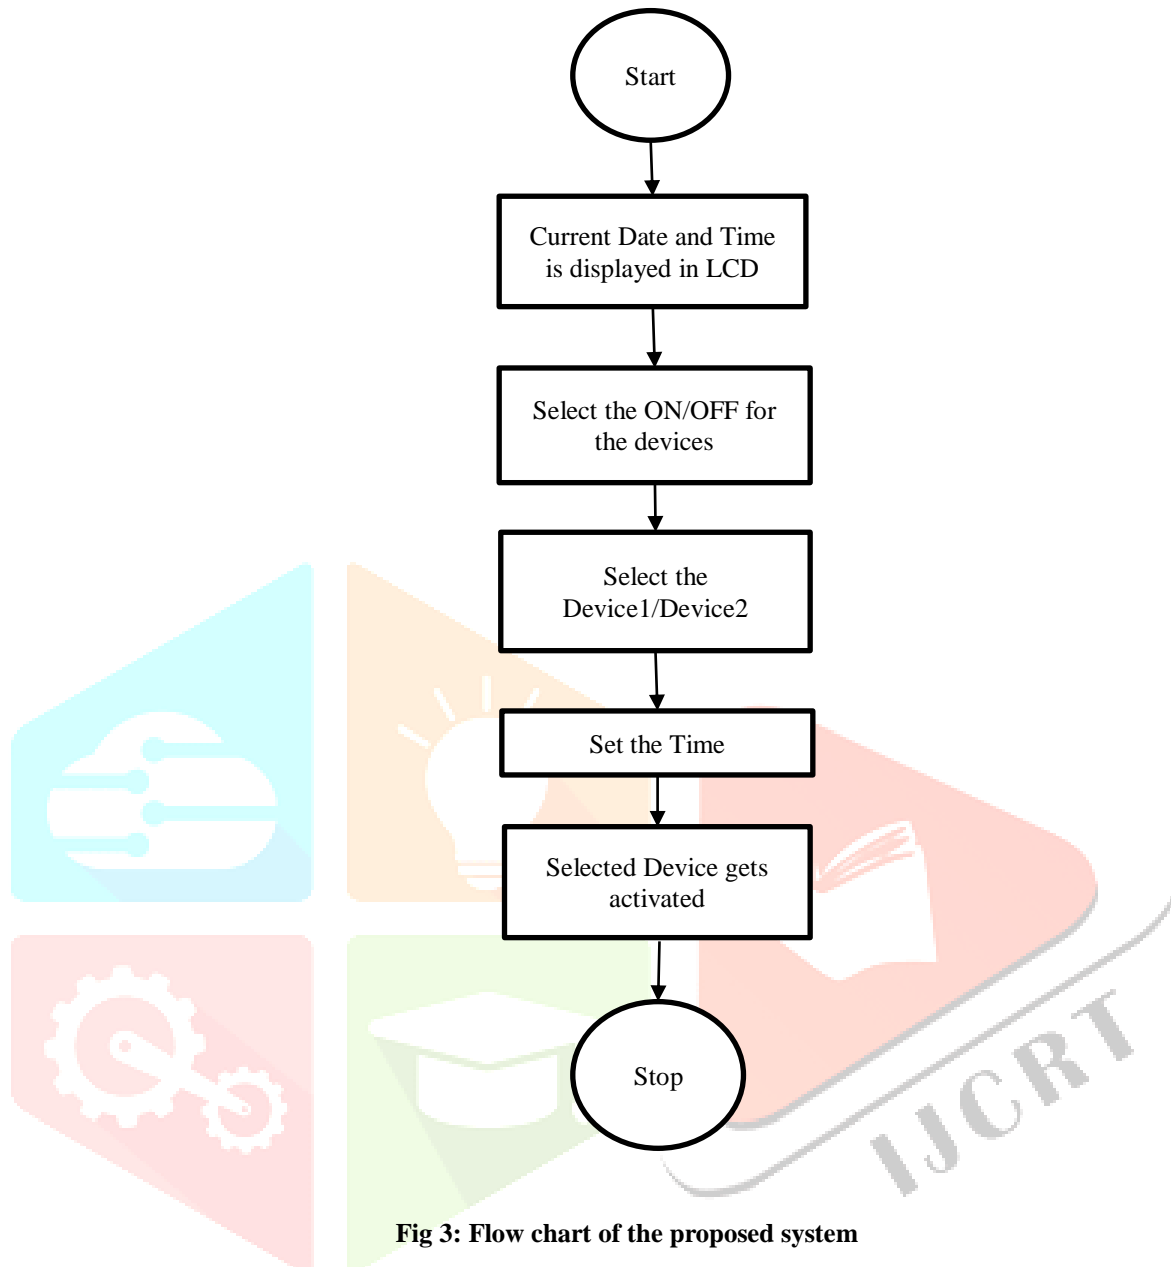 Start
Current Date and Time
is displayed in LCD
Select the ON/OFF for
the devices
Select the
Device1/Device2
Set the Time
Selected Device gets
activated
Stop
IJCRT
Fig 3: Flow chart of the proposed system